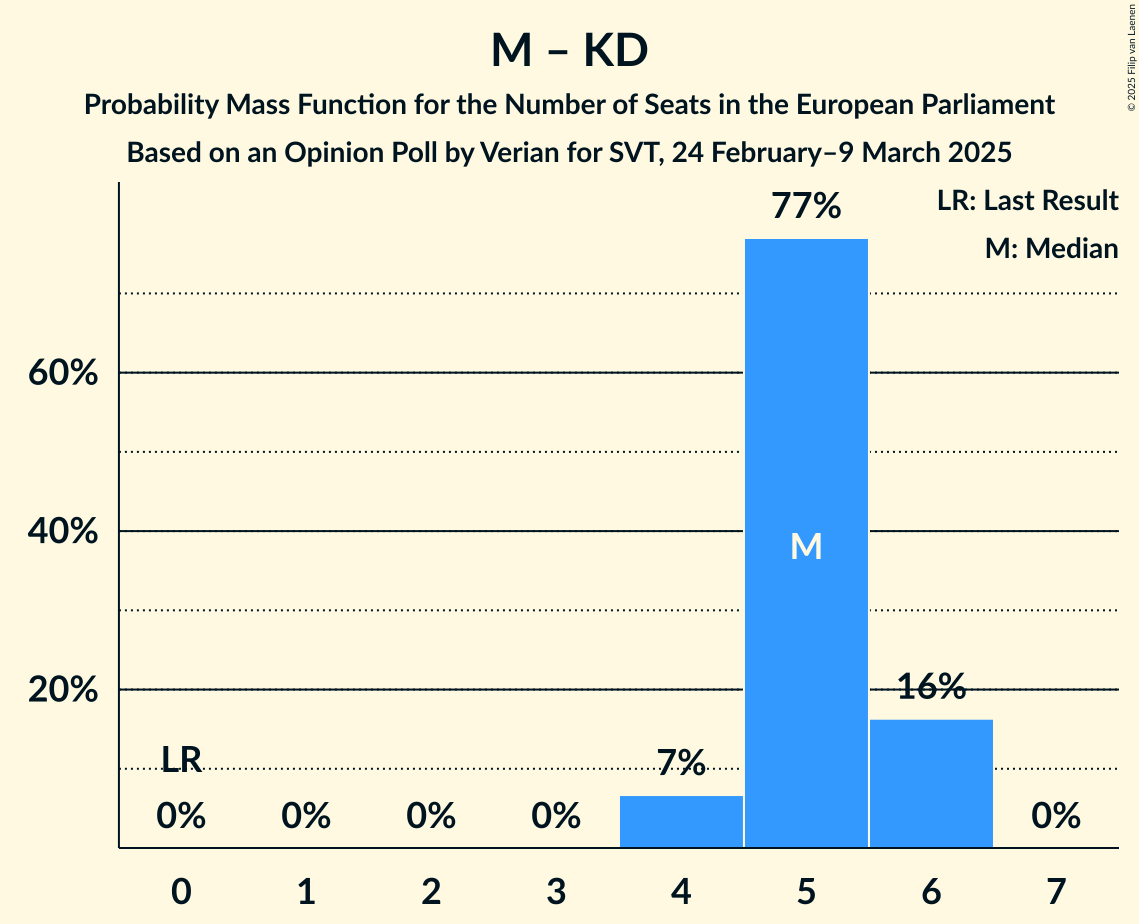 M – KD
Probability Mass Function for the Number of Seats in the European Parliament
Based on an Opinion Poll by Verian for SVT, 24 February–9 March 2025
© 2025 Filip van Laenen
LR: Last Result
M: Median
77%
60%
40%
M
20%
16%
LR
7%
0%
0%
0%
0%
0%
0 1 2 3 4 5 6 7